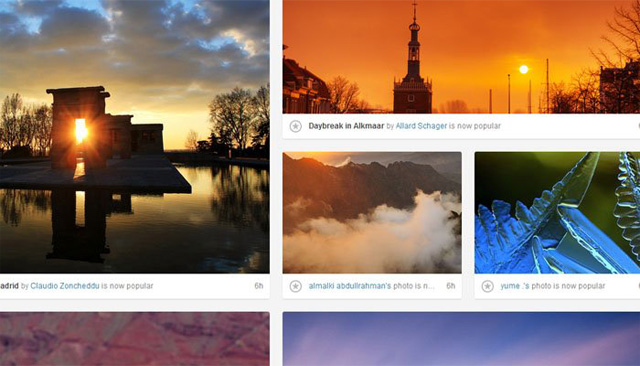 Daybreak in Alkmaar by Allard Schager is now popular
adrid by Claudio Zoncheddu is now popular 6h
almalki abdullrahman's photo is n... 6h
yume .'s photo is now popular